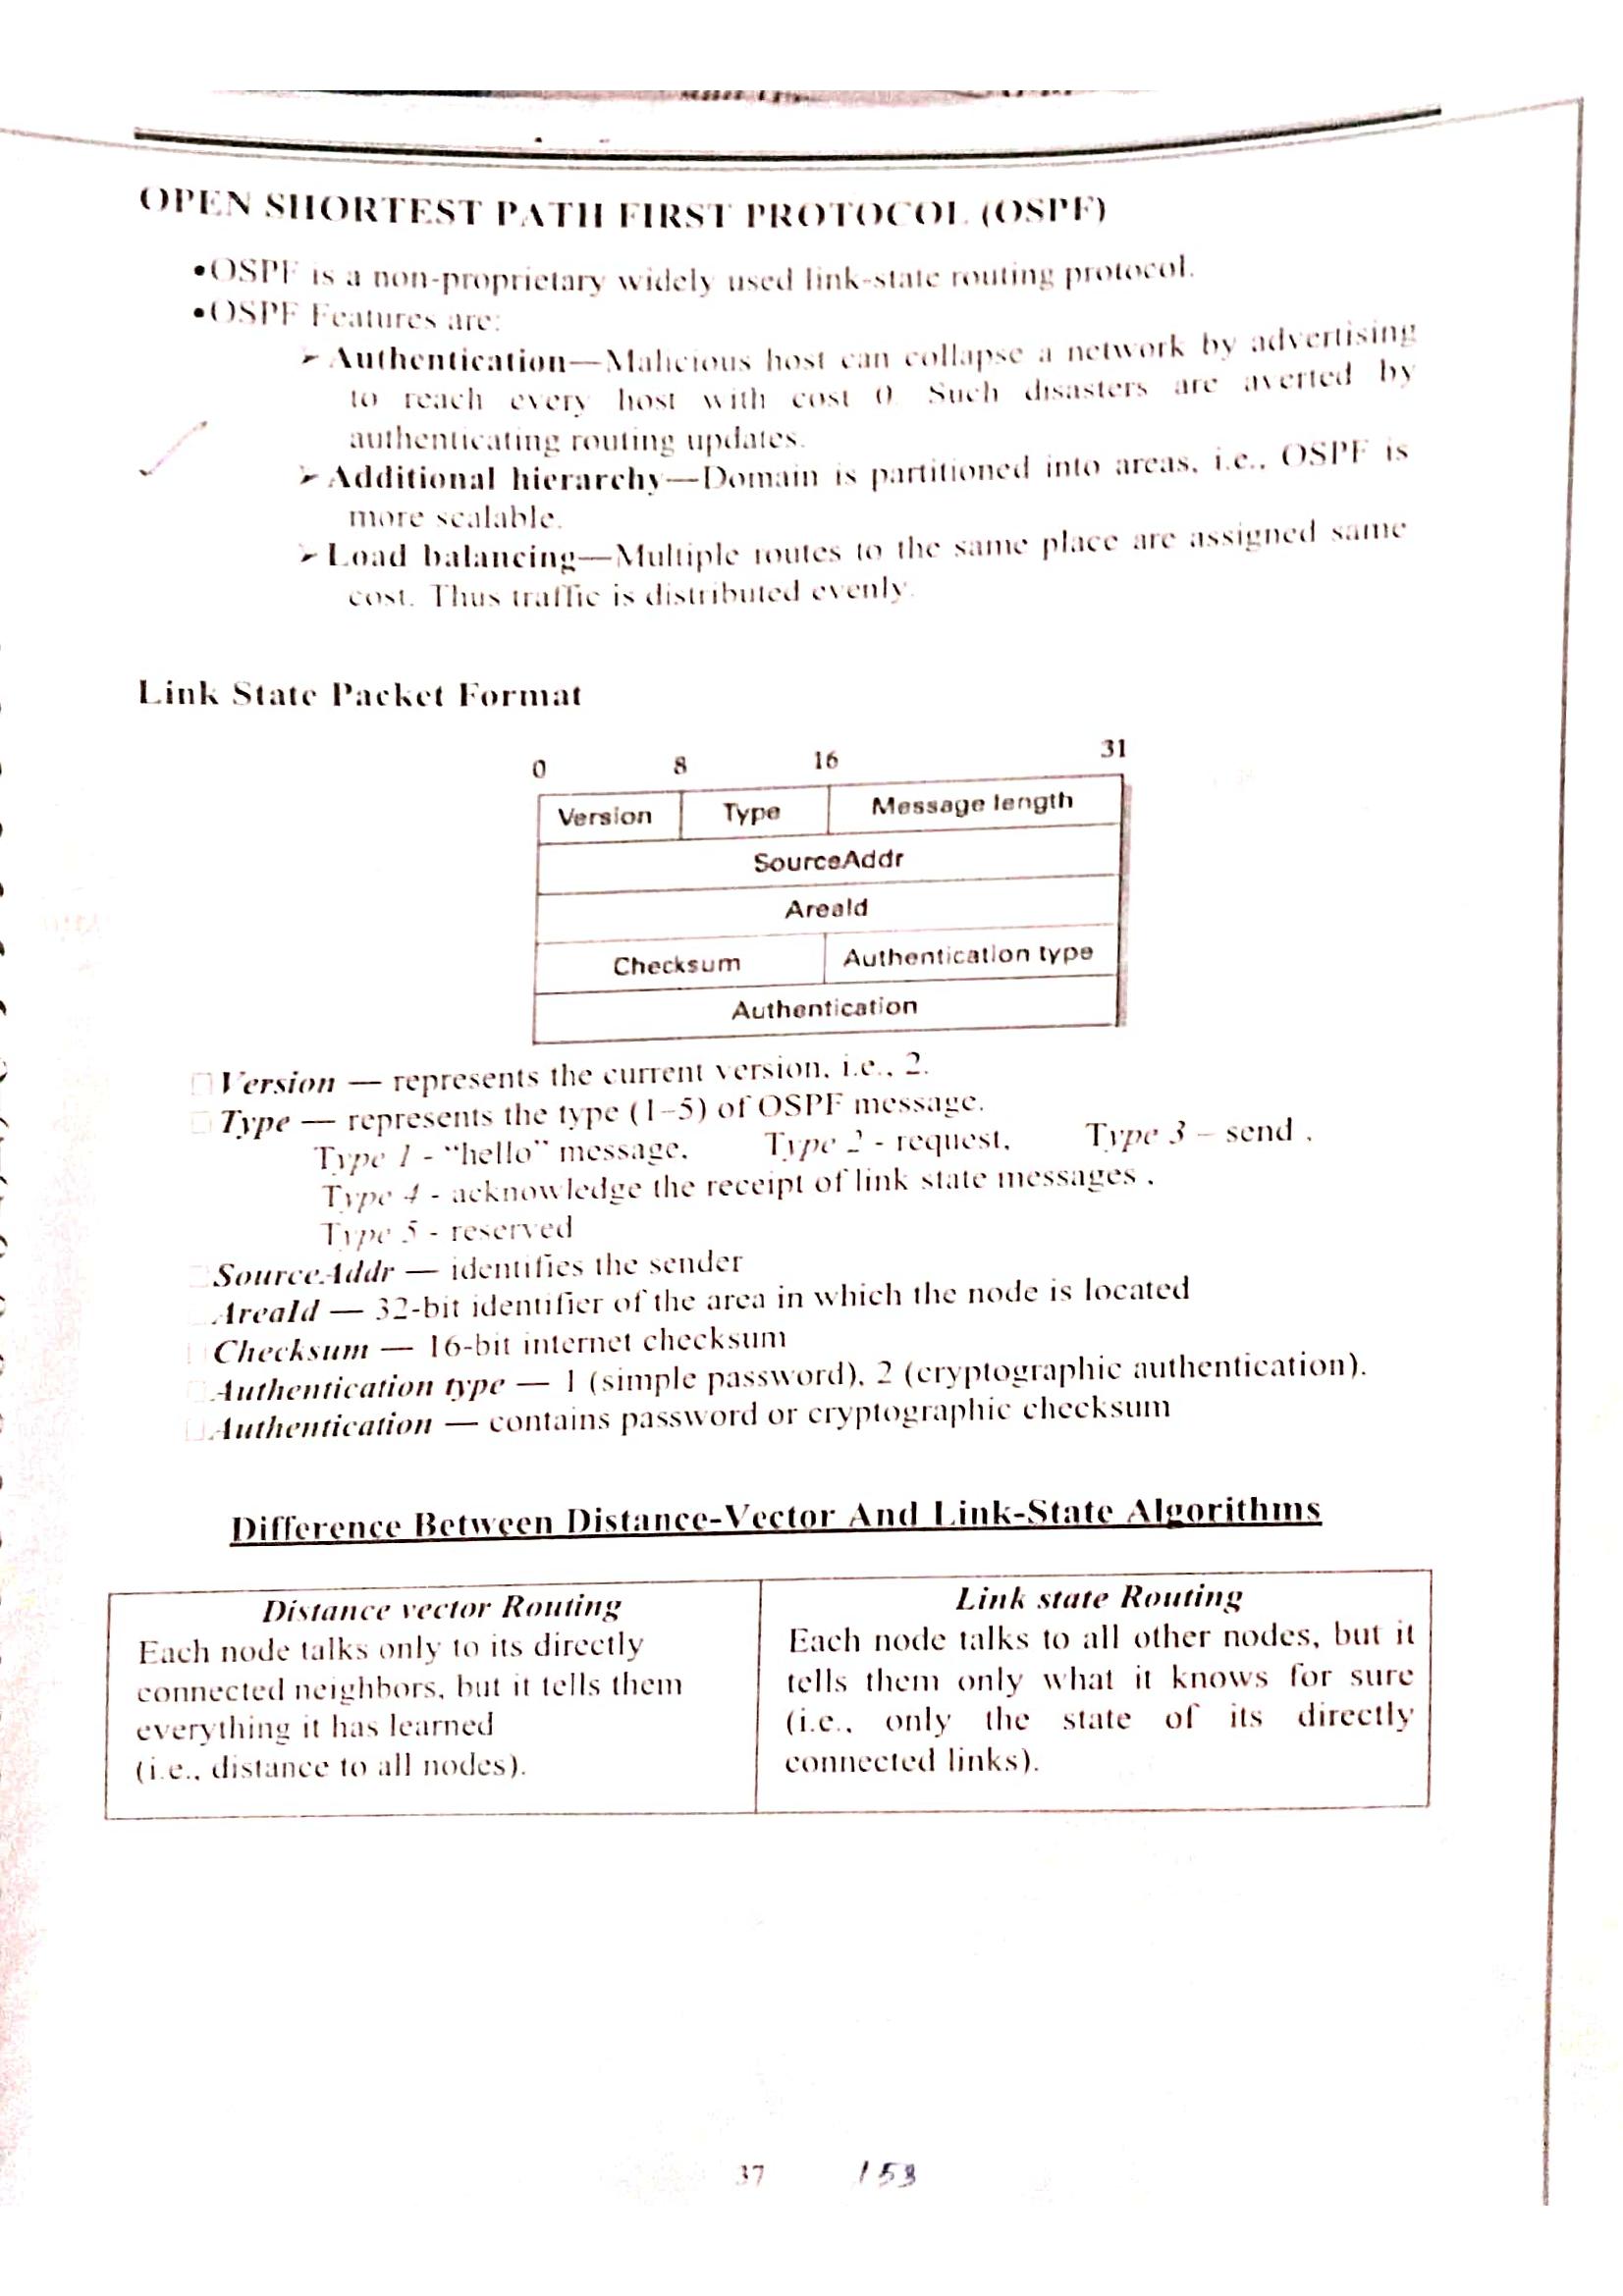 OPEN SHORTEST PATH FIRST PROTOCOL (OSPF)
•OSPF is a non-proprietary widely used link-state routing protocol.
•OSPF Features are:
➢ Authentication—Malicious host can collapse a network by advertising
to reach every host with cost 0. Such disasters are averted by
authenticating routing updates.
➢ Additional hierarchy—Domain is partitioned into areas, i.e., OSPF is
more scalable.
➢ Load balancing—Multiple routes to the same place are assigned same
cost. Thus traffic is distributed evenly.
Link State Packet Format
0 8 16 31
Version Type Message length
SourceAddr
AreaId
Checksum Authentication type
Authentication
□ Version — represents the current version, i.e., 2.
□ Type — represents the type (1–5) of OSPF message.
Type 1 - “hello” message, Type 2 - request, Type 3 – send ,
Type 4 - acknowledge the receipt of link state messages ,
Type 5 - reserved
□ SourceAddr — identifies the sender
□ AreaId — 32-bit identifier of the area in which the node is located
□ Checksum — 16-bit internet checksum
□ Authentication type — 1 (simple password), 2 (cryptographic authentication).
□ Authentication — contains password or cryptographic checksum
Difference Between Distance-Vector And Link-State Algorithms
Distance vector Routing
Each node talks only to its directly
connected neighbors, but it tells them
everything it has learned
(i.e., distance to all nodes).
Link state Routing
Each node talks to all other nodes, but it
tells them only what it knows for sure
(i.e., only the state of its directly
connected links).
37 153